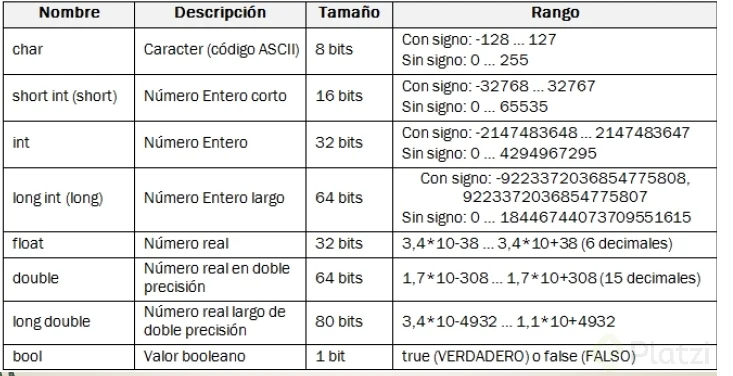 Nombre Descripción Tamaño Rango
char Caracter (código ASCII) 8 bits Con signo: -128 ... 127
Sin signo: 0 ... 255
short int (short) Número Entero corto 16 bits Con signo: -32768 ... 32767
Sin signo: 0 ... 65535
int Número Entero 32 bits Con signo: -2147483648 ... 2147483647
Sin signo: 0 ... 4294967295
long int (long) Número Entero largo 64 bits Con signo: -9223372036854775808,
9223372036854775807
Sin signo: 0 ... 18446744073709551615
float Número real 32 bits 3,4*10-38 ... 3,4*10+38 (6 decimales)
double Número real en doble
precisión 64 bits 1,7*10-308 ... 1,7*10+308 (15 decimales)
long double Número real largo de
doble precisión 80 bits 3,4*10-4932 ... 1,1*10+4932
bool Valor booleano 1 bit true (VERDADERO) o false (FALSO)
Platzi